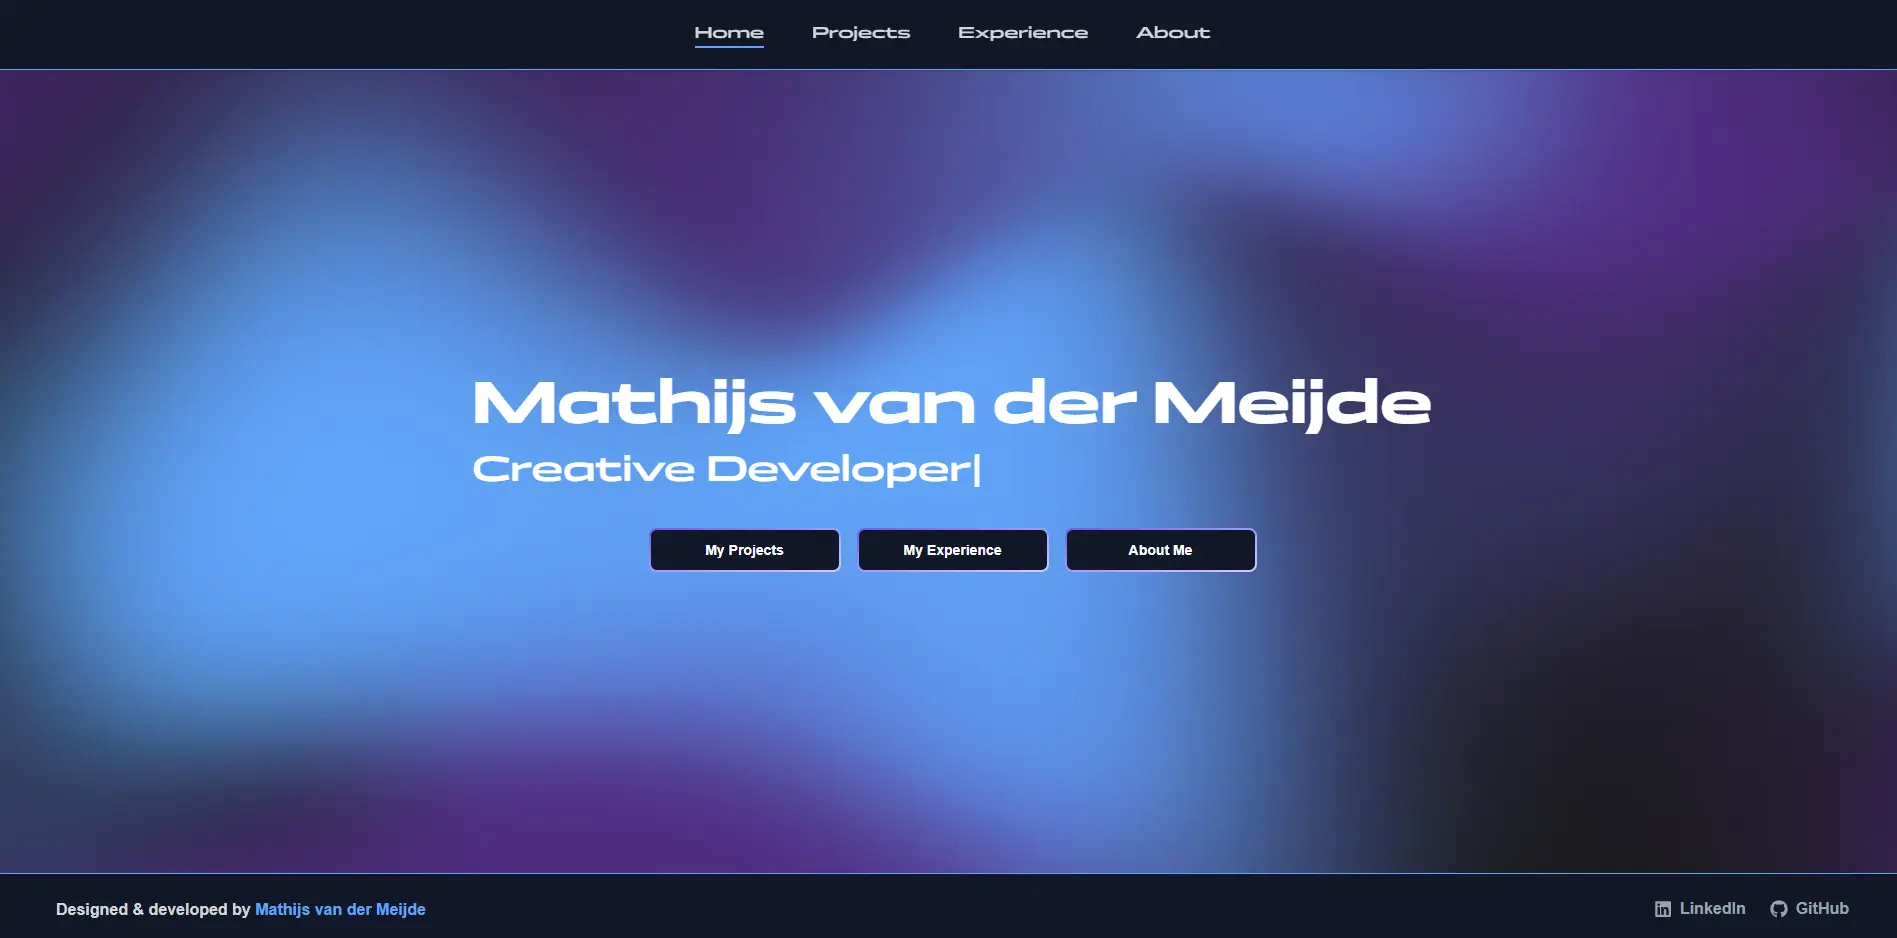 Home Projects Experience About
Mathijs van der Meijde
Creative Developer|
My Projects My Experience About Me
Designed & developed by Mathijs van der Meijde LinkedIn GitHub